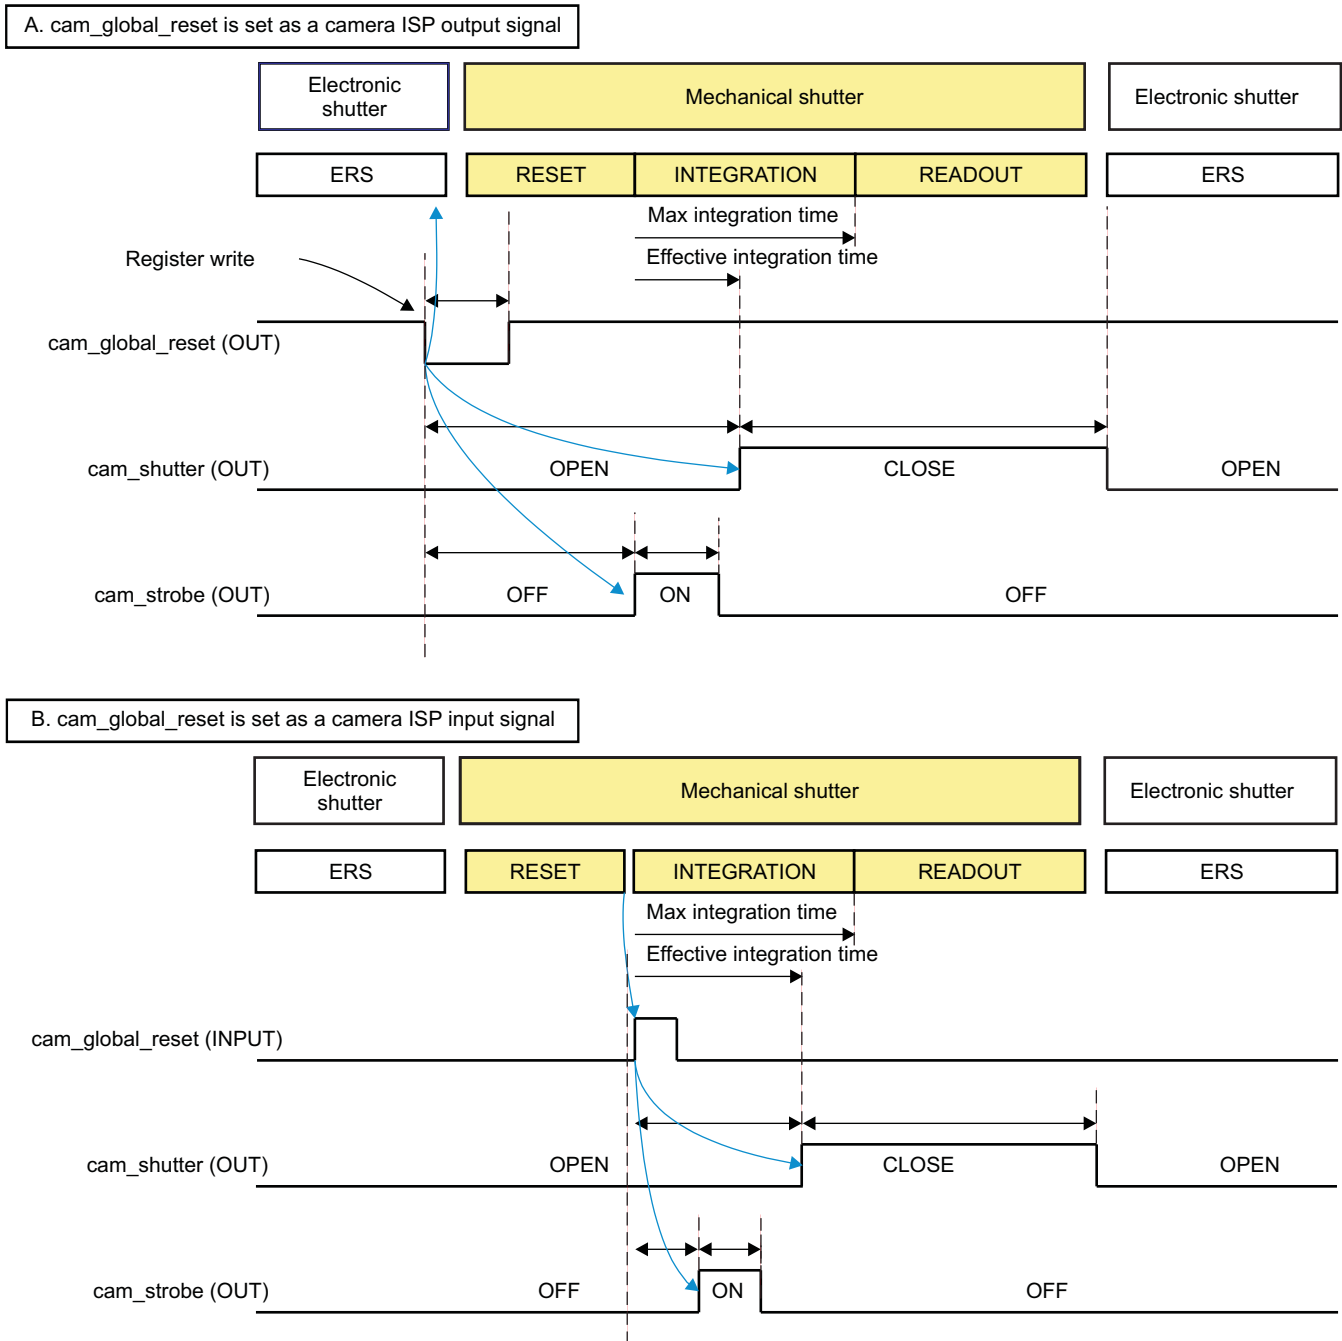 A. cam_global_reset is set as a camera ISP output signal
Electronic
shutter
Mechanical shutter
Electronic shutter
ERS
RESET
INTEGRATION
READOUT
ERS
Max integration time
Effective integration time
Register write
cam_global_reset (OUT)
cam_shutter (OUT)
OPEN
CLOSE
OPEN
cam_strobe (OUT)
OFF
ON
OFF
B. cam_global_reset is set as a camera ISP input signal
Electronic
shutter
Mechanical shutter
Electronic shutter
ERS
RESET
INTEGRATION
READOUT
ERS
Max integration time
Effective integration time
cam_global_reset (INPUT)
cam_shutter (OUT)
OPEN
CLOSE
OPEN
cam_strobe (OUT)
OFF
ON
OFF